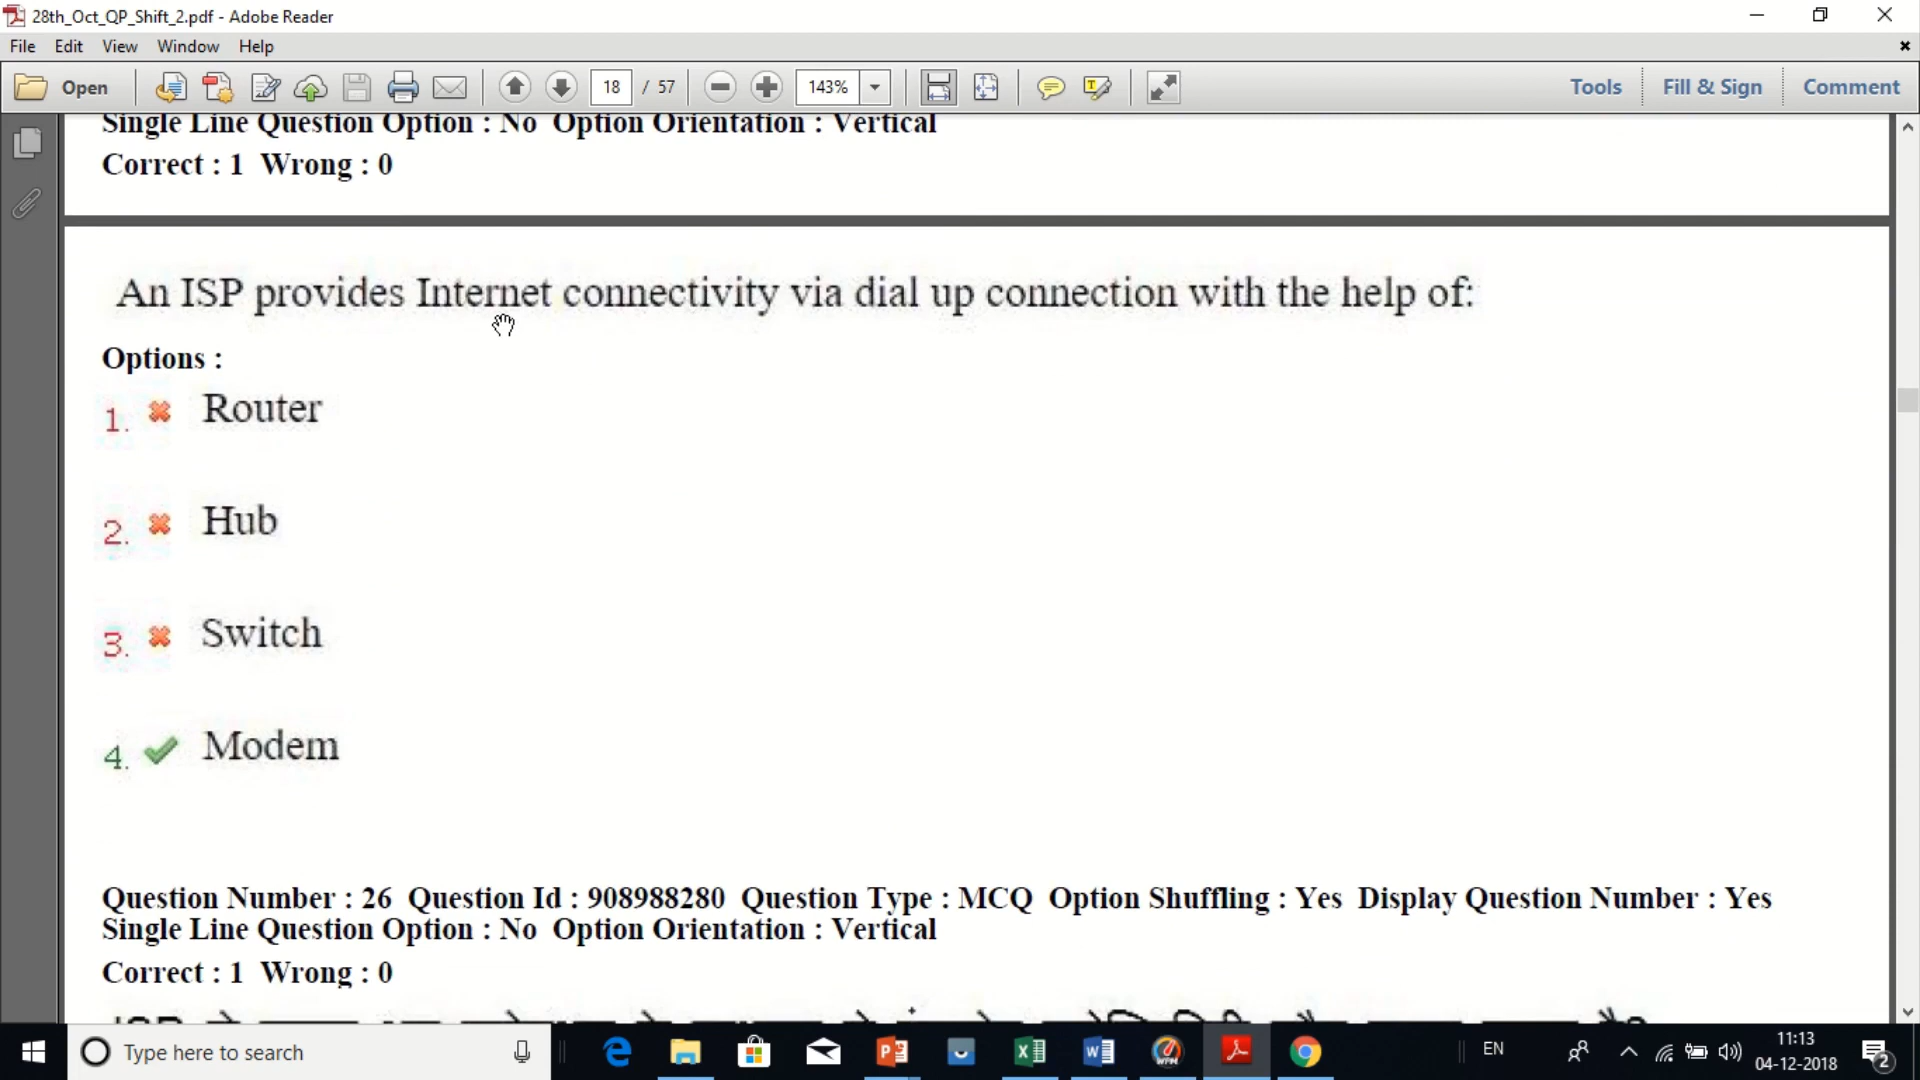 28th_Oct_QP_Shift_2.pdf - Adobe Reader
File Edit View Window Help
Open 18 / 57 143% Tools Fill & Sign Comment
Single Line Question Option : No Option Orientation : Vertical
Correct : 1 Wrong : 0
An ISP provides Internet connectivity via dial up connection with the help of:
Options :
1. Router
2. Hub
3. Switch
4. Modem
Question Number : 26 Question Id : 908988280 Question Type : MCQ Option Shuffling : Yes Display Question Number : Yes
Single Line Question Option : No Option Orientation : Vertical
Correct : 1 Wrong : 0
Type here to search
EN
11:13
04-12-2018
2